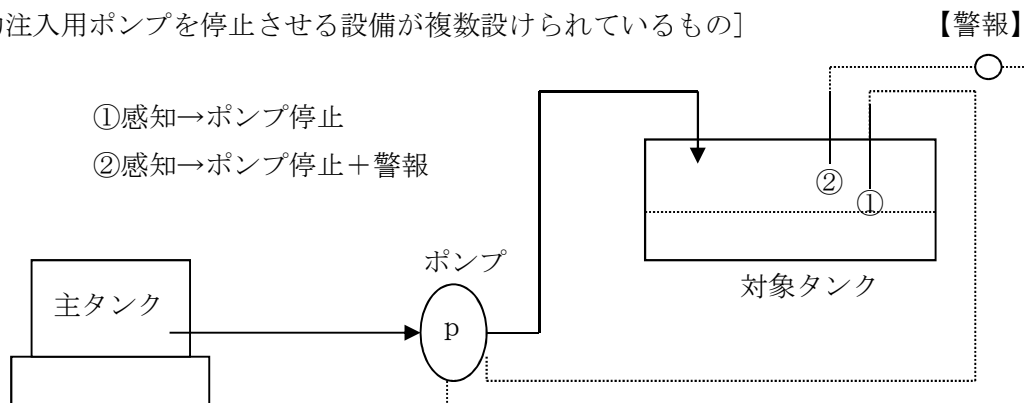 注入用ポンプを停止させる設備が複数設けられているもの］
【警報】
①感知→ポンプ停止
②感知→ポンプ停止＋警報
②
①
ポンプ
対象タンク
主タンク
p